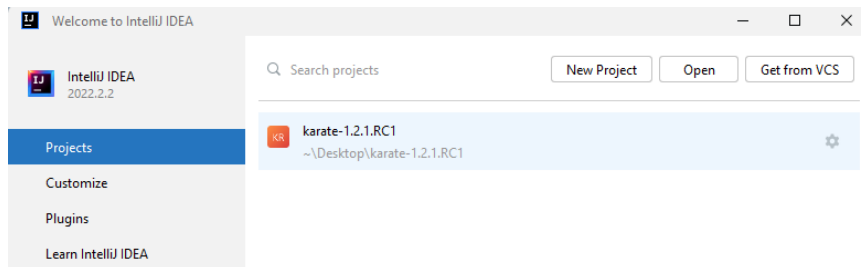 IJ Welcome to IntelliJ IDEA
IJ IntelliJ IDEA
2022.2.2
Search projects New Project Open Get from VCS
Projects
KR karate-1.2.1.RC1
~\Desktop\karate-1.2.1.RC1
Customize
Plugins
Learn IntelliJ IDEA